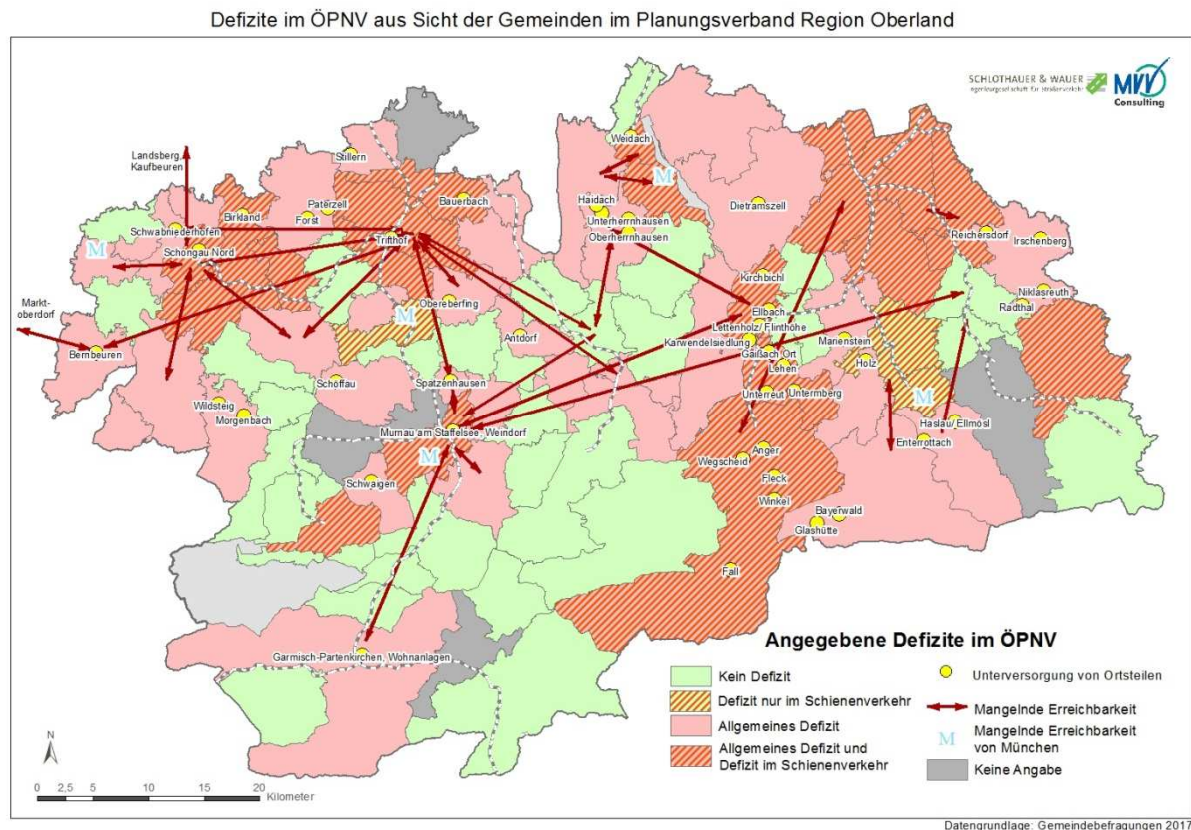 Defizite im ÖPNV aus Sicht der Gemeinden im Planungsverband Region Oberland
SCHLOTHAUER & WAUER
Ingenieurgesellschaft für Straßenverkehr
MVV
Consulting
Landsberg,
Kaufbeuren
Stillern
Weidach
M
Birkland
Paterzell
Forst
Bauerbach
Haidach
Dietramszell
Schwabniederhofen
Unterherrnhausen
Oberherrnhausen
Trifthof
Reichersdorf
Irschenberg
M
Schongau Nord
Kirchbichl
Niklasreuth
Radthal
Markt-
oberdorf
Obereberfing
M
Ellbach
Lettenholz/ Flinthöhe
Karwendelsiedlung
Antdorf
Marienstein
Bernbeuren
Gaißach Ort
Lehen
Holz
Schöffau
Spatzenhausen
Unterreut
Untermberg
M
Wildsteig
Morgenbach
Haslau/ Ellmösl
Murnau am Staffelsee, Weindorf
Enterrottach
M
Anger
Wegscheid
Schwaigen
Fleck
Winkel
Bayerwald
Glashütte
Fall
Garmisch-Partenkirchen, Wohnanlagen
Angegebene Defizite im ÖPNV
Kein Defizit
Defizit nur im Schienenverkehr
Allgemeines Defizit
Allgemeines Defizit und
Defizit im Schienenverkehr
Unterversorgung von Ortsteilen
Mangelnde Erreichbarkeit
M
Mangelnde Erreichbarkeit
von München
Keine Angabe
N
0 2,5 5 10 15 20
Kilometer
Datengrundlage: Gemeindebefragungen 2017